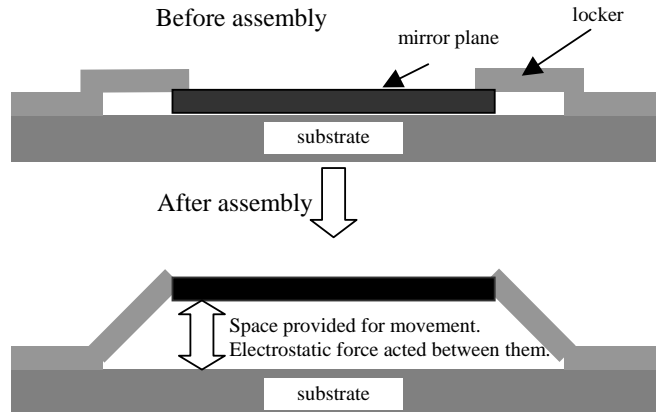 Before assembly
locker
mirror plane
substrate
After assembly
Space provided for movement.
Electrostatic force acted between them.
substrate